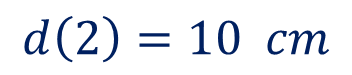 d(2) = 10 cm